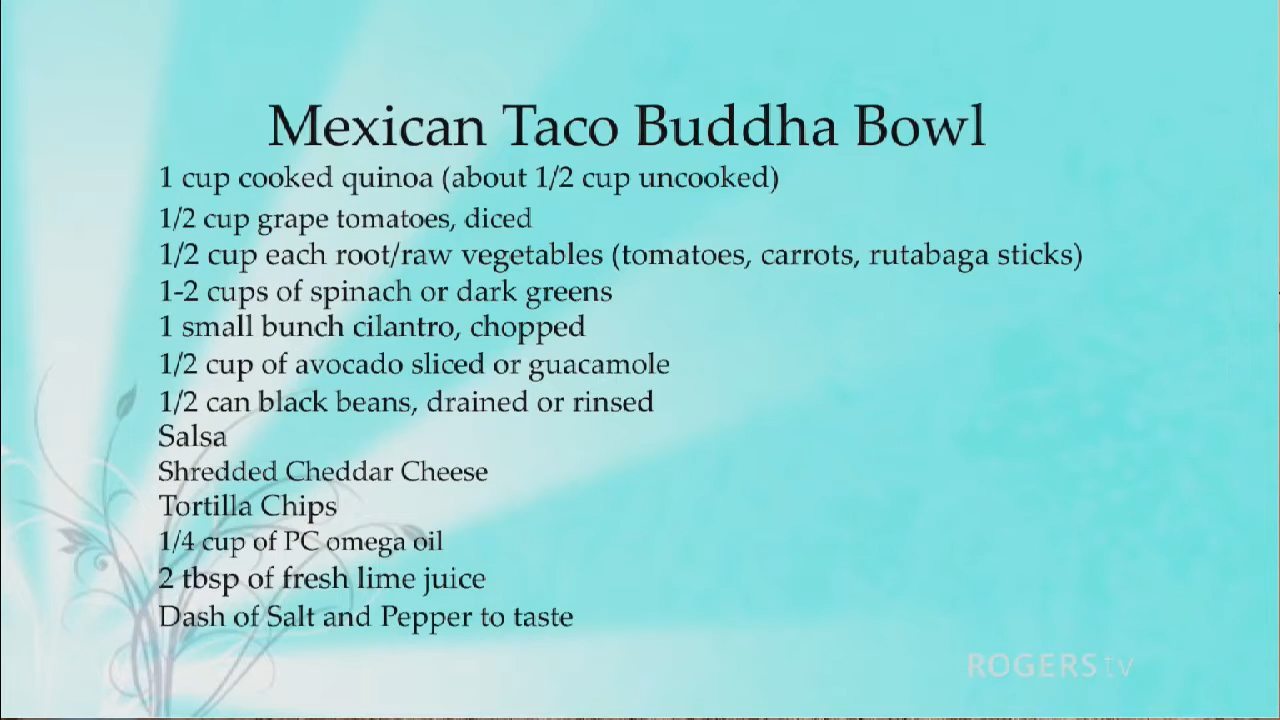 Mexican Taco Buddha Bowl
1 cup cooked quinoa (about 1/2 cup uncooked)
1/2 cup grape tomatoes, diced
1/2 cup each root/raw vegetables (tomatoes, carrots, rutabaga sticks)
1-2 cups of spinach or dark greens
1 small bunch cilantro, chopped
1/2 cup of avocado sliced or guacamole
1/2 can black beans, drained or rinsed
Salsa
Shredded Cheddar Cheese
Tortilla Chips
1/4 cup of PC omega oil
2 tbsp of fresh lime juice
Dash of Salt and Pepper to taste
ROGERS tv